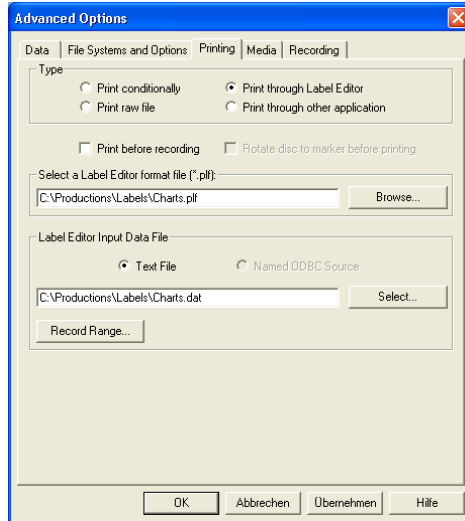 Advanced Options
Data File Systems and Options Printing Media Recording
Type
Print conditionally Print through Label Editor
Print raw file Print through other application
Print before recording Rotate disc to marker before printing
Select a Label Editor format file (*.plf):
C:\Productions\Labels\Charts.plf Browse...
Label Editor Input Data File
Text File Named ODBC Source
C:\Productions\Labels\Charts.dat Select...
Record Range...
OK Abbrechen Übernehmen Hilfe